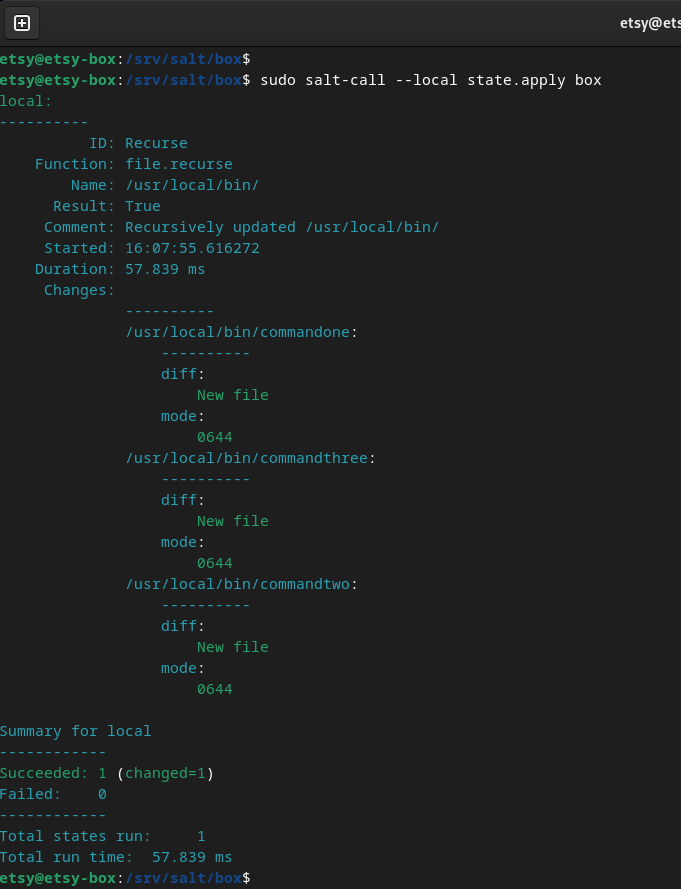 etsy@ets
etsy@etsy-box:/srv/salt/box$
etsy@etsy-box:/srv/salt/box$ sudo salt-call --local state.apply box
local:
----------
          ID: Recurse
    Function: file.recurse
        Name: /usr/local/bin/
      Result: True
     Comment: Recursively updated /usr/local/bin/
     Started: 16:07:55.616272
    Duration: 57.839 ms
     Changes:
              ----------
              /usr/local/bin/commandone:
                  ----------
                  diff:
                      New file
                  mode:
                      0644
              /usr/local/bin/commandthree:
                  ----------
                  diff:
                      New file
                  mode:
                      0644
              /usr/local/bin/commandtwo:
                  ----------
                  diff:
                      New file
                  mode:
                      0644
Summary for local
------------
Succeeded: 1 (changed=1)
Failed:    0
------------
Total states run:     1
Total run time:  57.839 ms
etsy@etsy-box:/srv/salt/box$